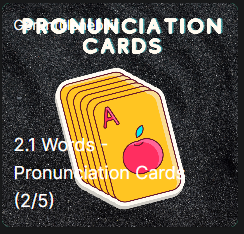 PRONUNCIATION
CARDS
A
2.1 Words -
Pronunciation Cards
(2/5)